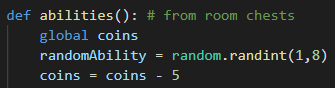 def abilities(): # from room chests
    global coins
    randomAbility = random.randint(1,8)
    coins = coins - 5